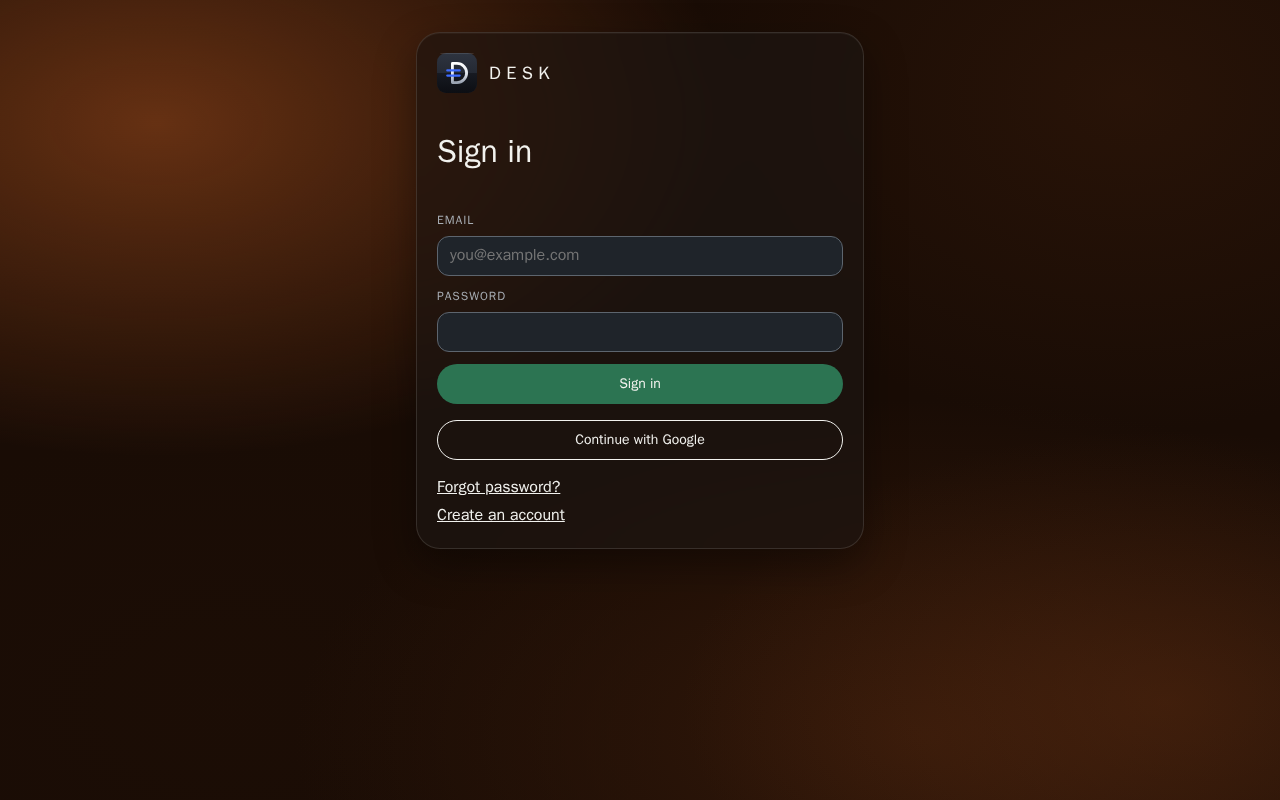 DESK
Sign in
EMAIL
you@example.com
PASSWORD
Sign in
Continue with Google
Forgot password?
Create an account